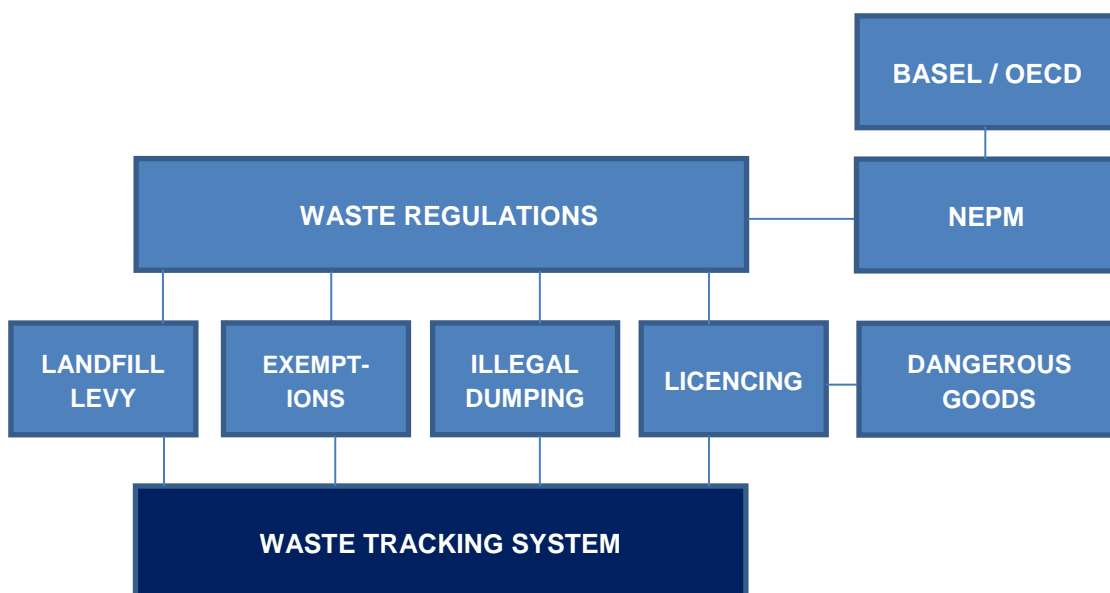 BASEL / OECD
WASTE REGULATIONS
NEPM
LANDFILL
LEVY
EXEMPT-
IONS
ILLEGAL
DUMPING
LICENCING
DANGEROUS
GOODS
WASTE TRACKING SYSTEM